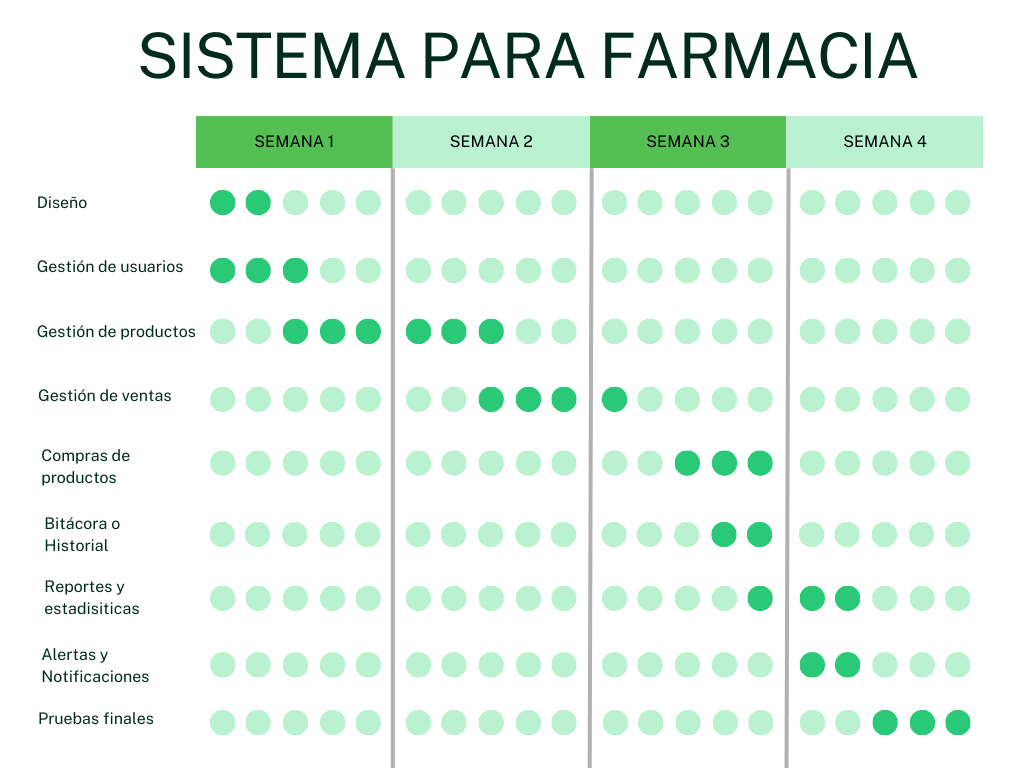 SISTEMA PARA FARMACIA
SEMANA 1
SEMANA 2
SEMANA 3
SEMANA 4
Diseño
Gestión de usuarios
Gestión de productos
Gestión de ventas
Compras de
productos
Bitácora o
Historial
Reportes y
estadisiticas
Alertas y
Notificaciones
Pruebas finales